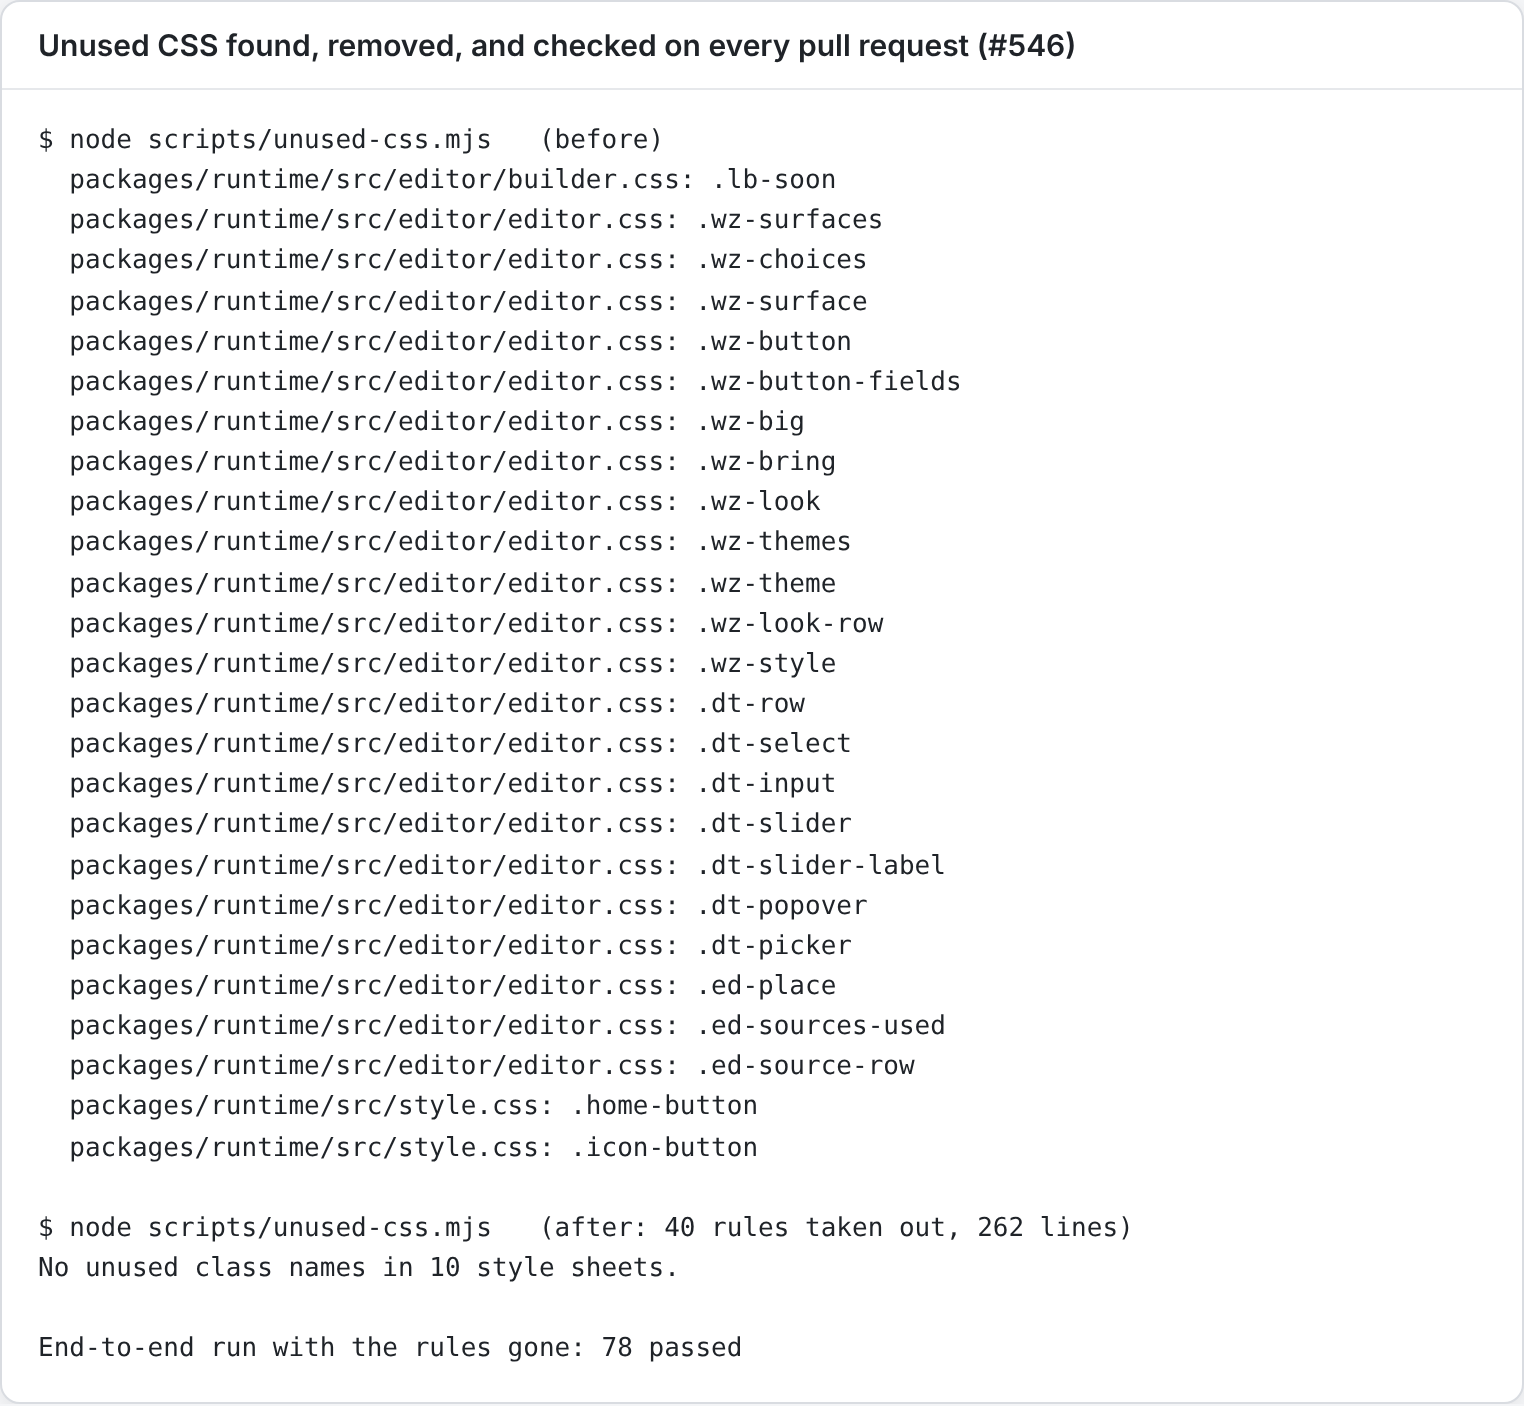 Unused CSS found, removed, and checked on every pull request (#546)
$ node scripts/unused-css.mjs   (before)
  packages/runtime/src/editor/builder.css: .lb-soon
  packages/runtime/src/editor/editor.css: .wz-surfaces
  packages/runtime/src/editor/editor.css: .wz-choices
  packages/runtime/src/editor/editor.css: .wz-surface
  packages/runtime/src/editor/editor.css: .wz-button
  packages/runtime/src/editor/editor.css: .wz-button-fields
  packages/runtime/src/editor/editor.css: .wz-big
  packages/runtime/src/editor/editor.css: .wz-bring
  packages/runtime/src/editor/editor.css: .wz-look
  packages/runtime/src/editor/editor.css: .wz-themes
  packages/runtime/src/editor/editor.css: .wz-theme
  packages/runtime/src/editor/editor.css: .wz-look-row
  packages/runtime/src/editor/editor.css: .wz-style
  packages/runtime/src/editor/editor.css: .dt-row
  packages/runtime/src/editor/editor.css: .dt-select
  packages/runtime/src/editor/editor.css: .dt-input
  packages/runtime/src/editor/editor.css: .dt-slider
  packages/runtime/src/editor/editor.css: .dt-slider-label
  packages/runtime/src/editor/editor.css: .dt-popover
  packages/runtime/src/editor/editor.css: .dt-picker
  packages/runtime/src/editor/editor.css: .ed-place
  packages/runtime/src/editor/editor.css: .ed-sources-used
  packages/runtime/src/editor/editor.css: .ed-source-row
  packages/runtime/src/style.css: .home-button
  packages/runtime/src/style.css: .icon-button
$ node scripts/unused-css.mjs   (after: 40 rules taken out, 262 lines)
No unused class names in 10 style sheets.
End-to-end run with the rules gone: 78 passed